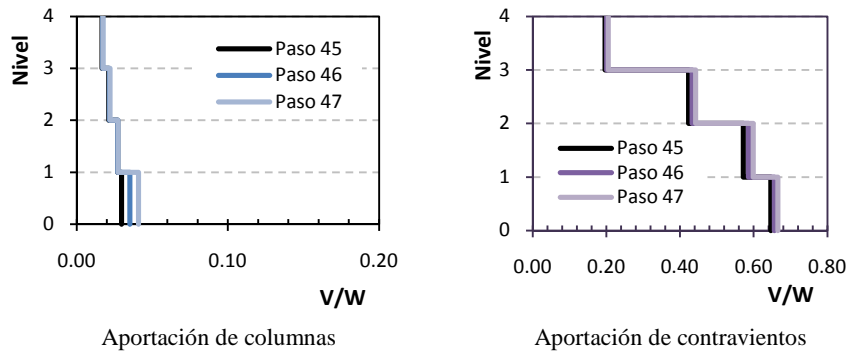 Nivel
4
3
2
1
0
Paso 45
Paso 46
Paso 47
0.00 0.10 0.20
V/W
Aportación de columnas
Nivel
4
3
2
1
0
Paso 45
Paso 46
Paso 47
0.00 0.20 0.40 0.60 0.80
V/W
Aportación de contravientos